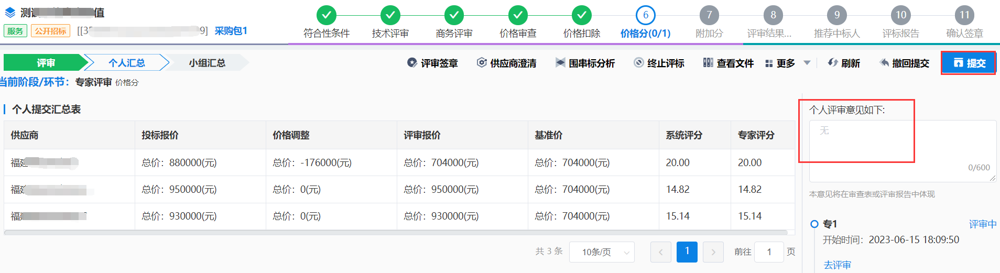 值
服务 公开招标 [[3 9] 采购包1
6 7 8 9 10 11
符合性条件 技术评审 商务评审 价格审查 价格扣除 价格分(0/1) 附加分 评审结果... 推荐中标人 评标报告 确认签章
评审 个人汇总 小组汇总 评审签章 供应商澄清 围串标分析 终止评标 查看文件 更多 刷新 撤回提交 提交
当前阶段/环节： 专家评审 价格分
个人提交汇总表
供应商 投标报价 价格调整 评审报价 基准价 系统评分 专家评分
福建 总价：880000(元) 总价：-176000(元) 总价：704000(元) 总价：704000(元) 20.00 20.00
福建 总价：950000(元) 总价：0(元) 总价：950000(元) 总价：704000(元) 14.82 14.82
福建 总价：930000(元) 总价：0(元) 总价：930000(元) 总价：704000(元) 15.14 15.14
共 3 条 10条/页 1 前往 1 页
个人评审意见如下:
无
0/600
本意见将在审查表或评审报告中体现
专1 评审中
开始时间：2023-06-15 18:09:50
去评审